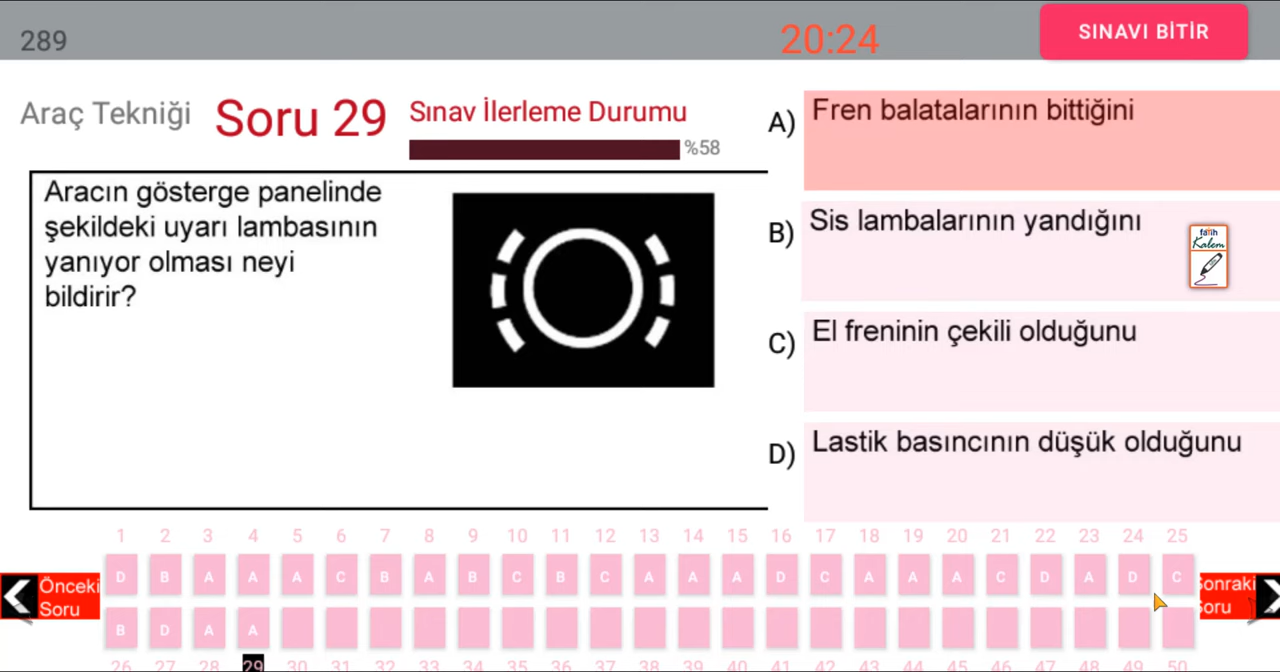 289
20:24
SINAVI BİTİR
Araç Tekniği
Soru 29
Sınav İlerleme Durumu
%58
Aracın gösterge panelinde
şekildeki uyarı lambasının
yanıyor olması neyi
bildirir?
A) Fren balatalarının bittiğini
B) Sis lambalarının yandığını
C) El freninin çekili olduğunu
D) Lastik basıncının düşük olduğunu
fatih
Kalem
1 2 3 4 5 6 7 8 9 10 11 12 13 14 15 16 17 18 19 20 21 22 23 24 25
D B A A A C B A B C B C A A A D C A A A C D A D C
Önceki
Soru
Sonraki
Soru
B D A A
26 27 28 29 30 31 32 33 34 35 36 37 38 39 40 41 42 43 44 45 46 47 48 49 50